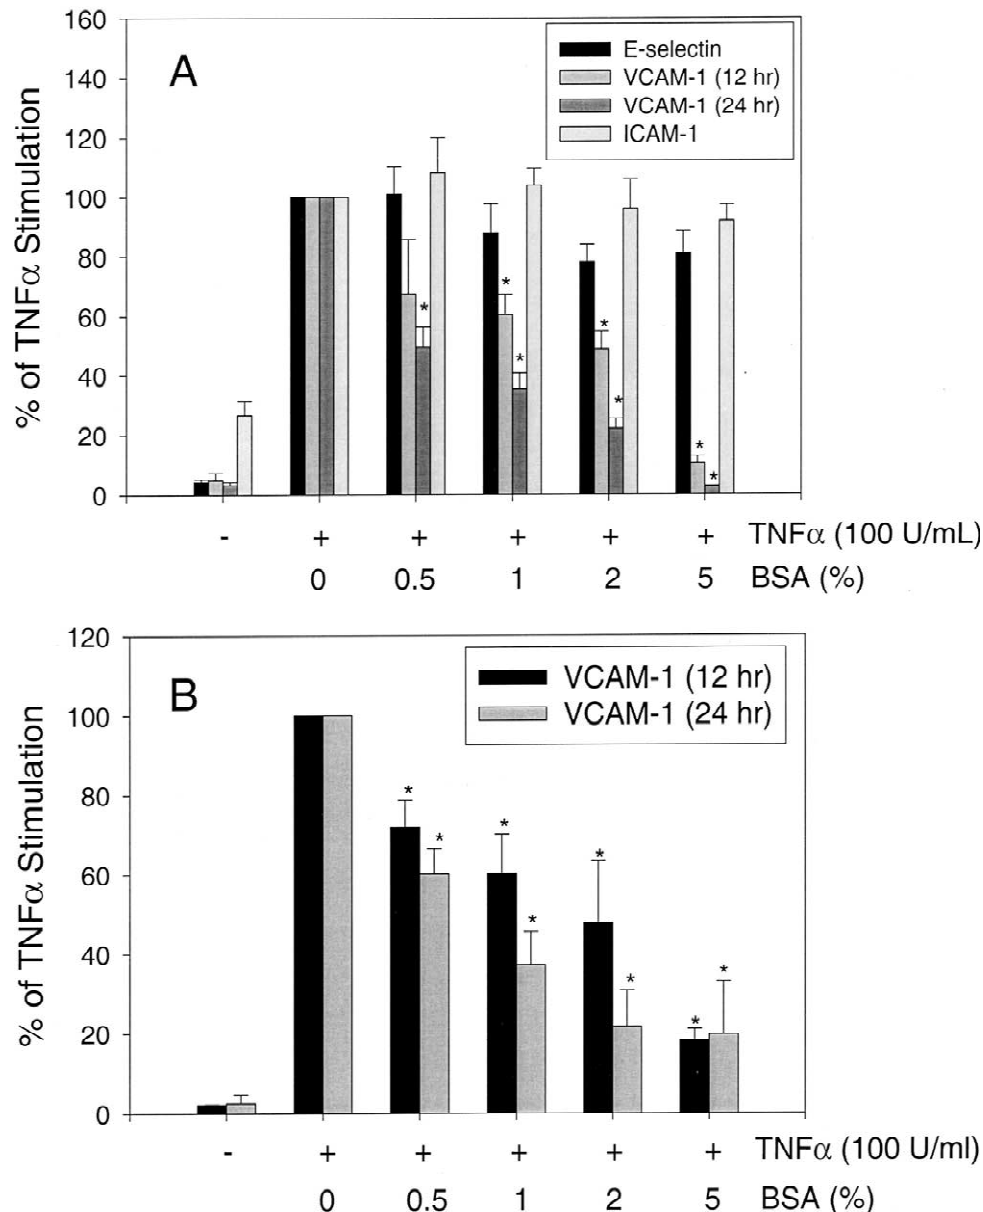 160
140
120
100
80
60
40
20
0
% of TNFα Stimulation
A
E-selectin
VCAM-1 (12 hr)
VCAM-1 (24 hr)
ICAM-1
* * * * * * * *
- + + + + + TNFα (100 U/mL)
0 0.5 1 2 5 BSA (%)
120
100
80
60
40
20
0
% of TNFα Stimulation
B
VCAM-1 (12 hr)
VCAM-1 (24 hr)
* * * * * * * *
- + + + + + TNFα (100 U/ml)
0 0.5 1 2 5 BSA (%)